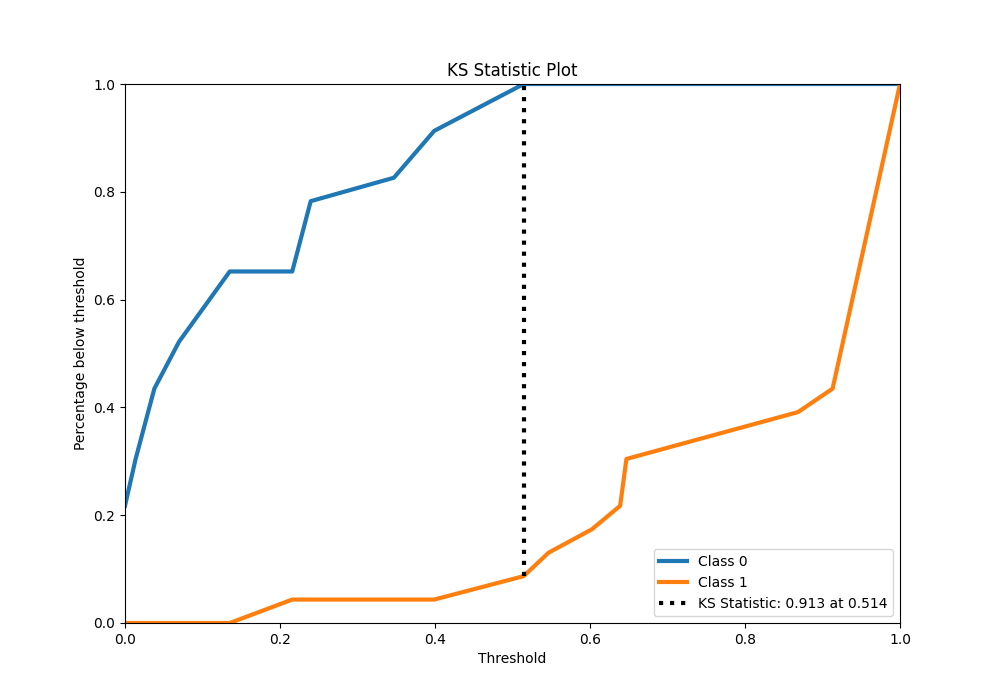 KS Statistic Plot
1.0
0.8
0.6
0.4
0.2
0.0
Percentage below threshold
0.0 0.2 0.4 0.6 0.8 1.0
Threshold
Class 0
Class 1
KS Statistic: 0.913 at 0.514